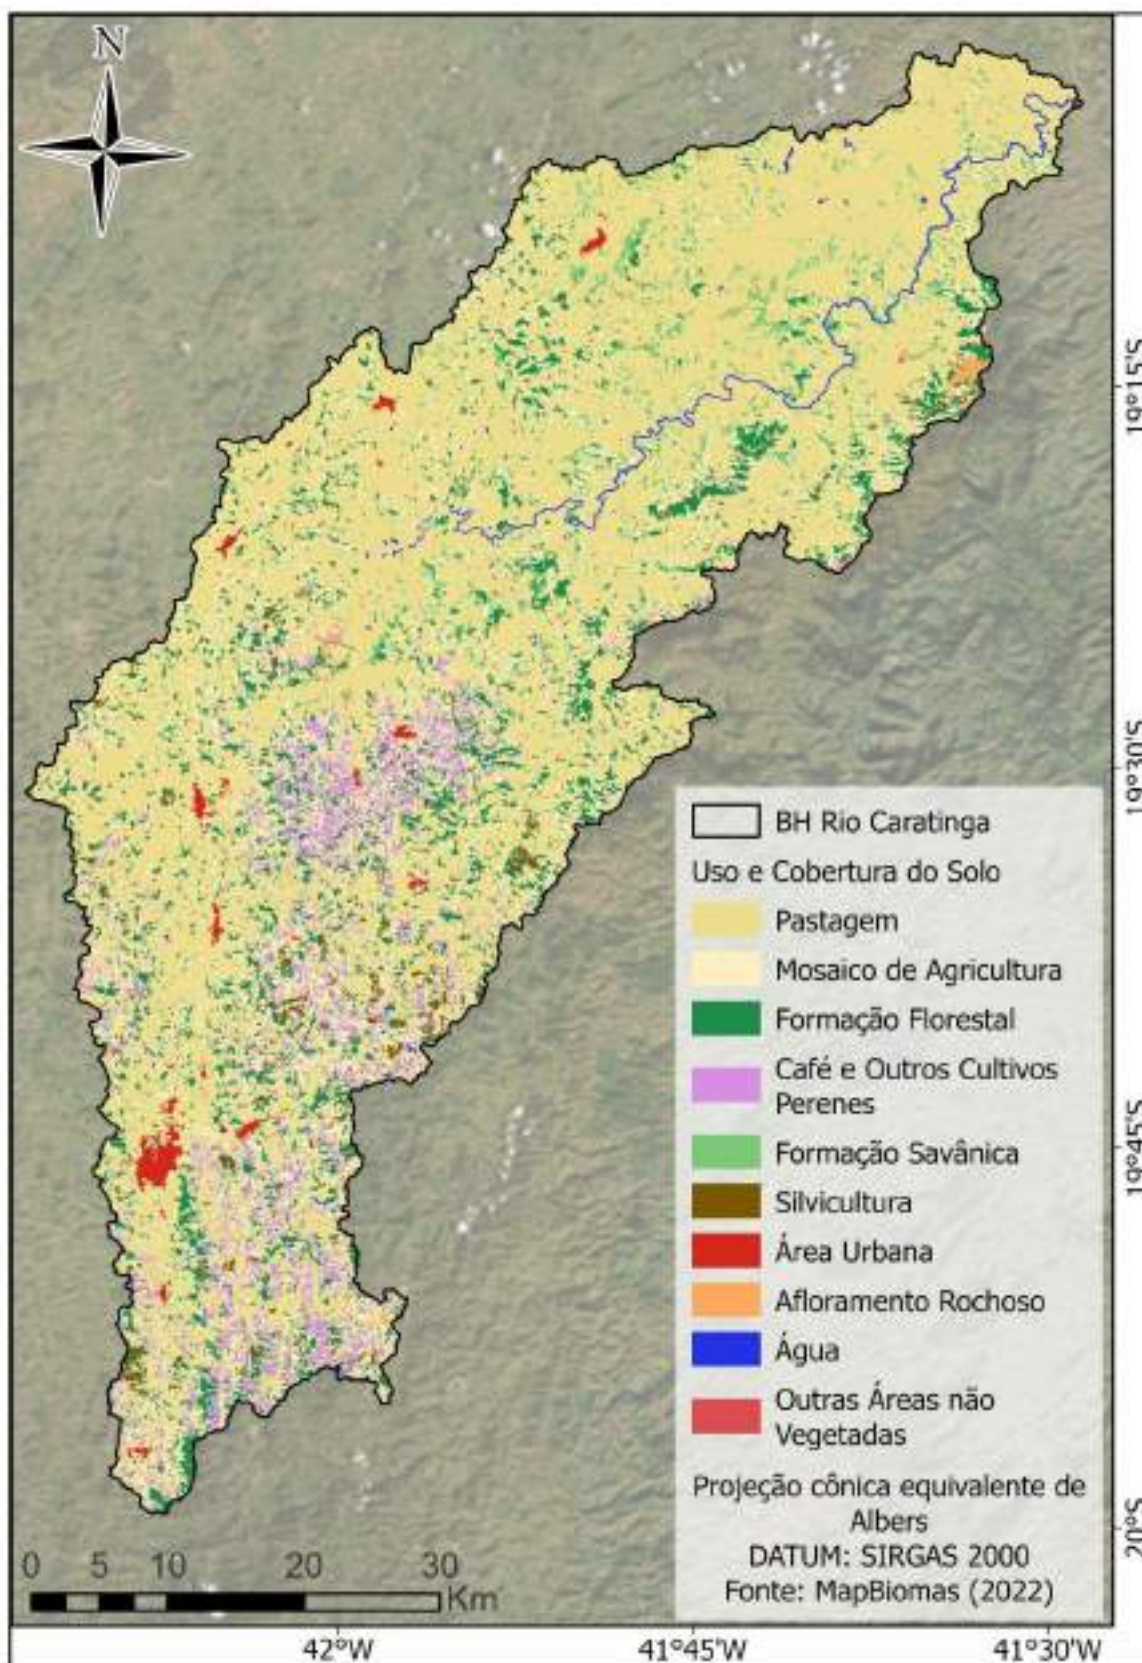 N
19°15'S
19°30'S
BH Rio Caratinga
Uso e Cobertura do Solo
Pastagem
Mosaico de Agricultura
Formação Florestal
Café e Outros Cultivos
Perenes
Formação Savânica
Silvicultura
Área Urbana
19°45'S
Afloramento Rochoso
Água
Outras Áreas não
Vegetadas
Projeção cônica equivalente de
Albers
DATUM: SIRGAS 2000
Fonte: MapBiomas (2022)
20°S
0 5 10 20 30
Km
42°W 41°45'W 41°30'W